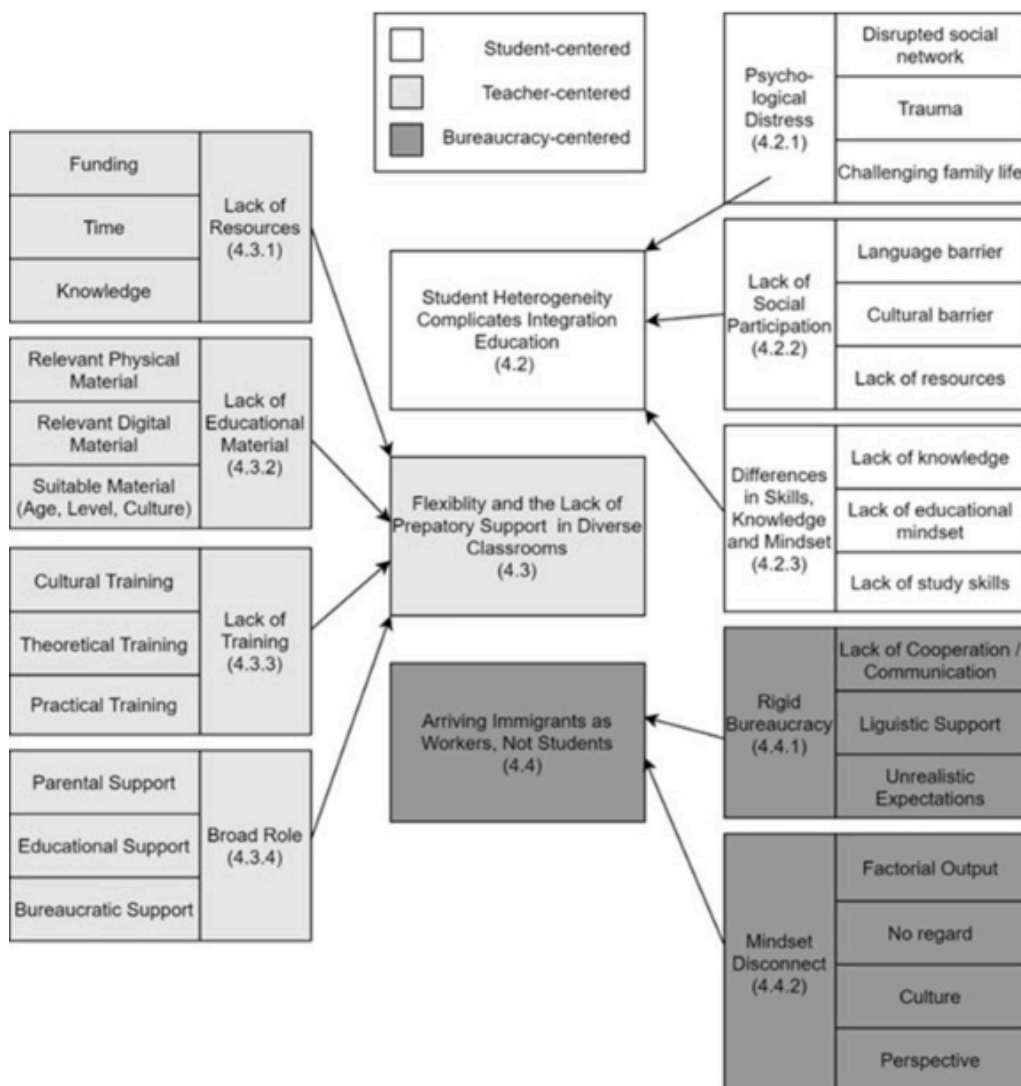 Student-centered
Teacher-centered
Bureaucracy-centered
Funding
Time
Knowledge
Lack of
Resources
(4.3.1)
Relevant Physical
Material
Relevant Digital
Material
Suitable Material
(Age, Level, Culture)
Lack of
Educational
Material
(4.3.2)
Cultural Training
Theoretical Training
Practical Training
Lack of
Training
(4.3.3)
Parental Support
Educational Support
Bureaucratic Support
Broad Role
(4.3.4)
Student Heterogeneity
Complicates Integration
Education
(4.2)
Flexiblity and the Lack of
Prepatory Support in Diverse
Classrooms
(4.3)
Arriving Immigrants as
Workers, Not Students
(4.4)
Psycho-
logical
Distress
(4.2.1)
Disrupted social
network
Trauma
Challenging family life
Lack of
Social
Participation
(4.2.2)
Language barrier
Cultural barrier
Lack of resources
Differences in Skills,
Knowledge
and Mindset
(4.2.3)
Lack of knowledge
Lack of educational
mindset
Lack of study skills
Rigid
Bureaucracy
(4.4.1)
Lack of Cooperation /
Communication
Liguistic Support
Unrealistic
Expectations
Mindset
Disconnect
(4.4.2)
Factorial Output
No regard
Culture
Perspective